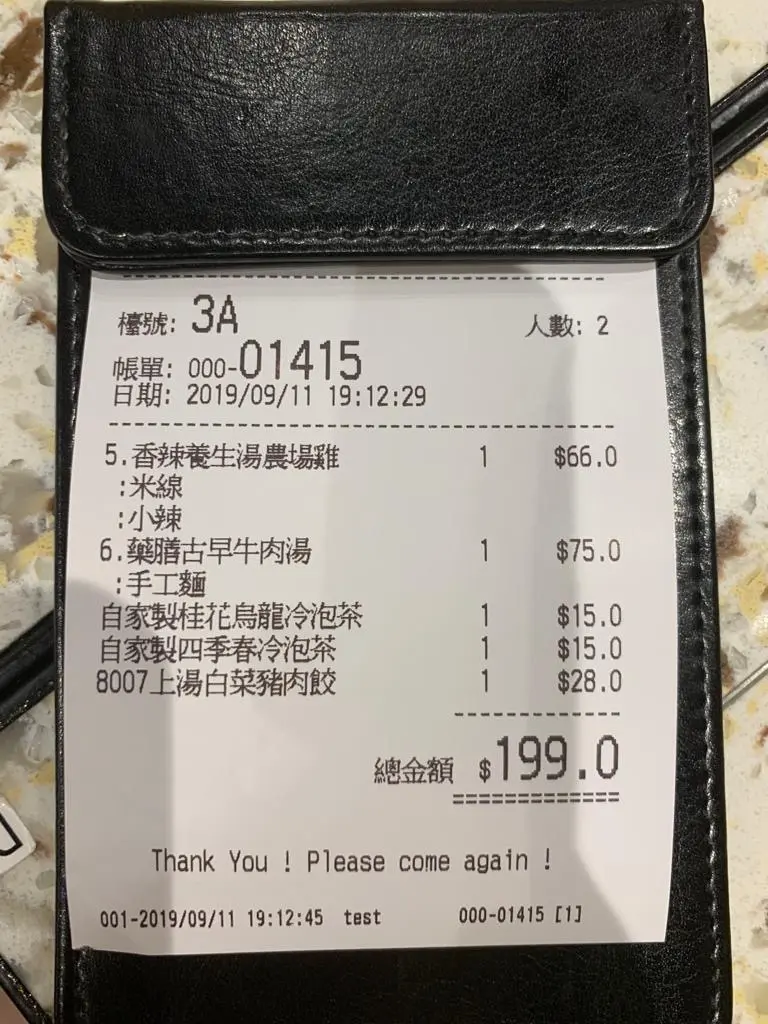 檯號: 3A 人數: 2
帳單: 000-01415
日期: 2019/09/11 19:12:29
5.香辣養生湯農場雞 1 $66.0
:米線
:小辣
6.藥膳古早牛肉湯 1 $75.0
:手工麵
自家製桂花烏龍冷泡茶 1 $15.0
自家製四季春冷泡茶 1 $15.0
8007上湯白菜豬肉餃 1 $28.0
總金額 $199.0
Thank You ! Please come again !
001-2019/09/11 19:12:45 test 000-01415 [1]